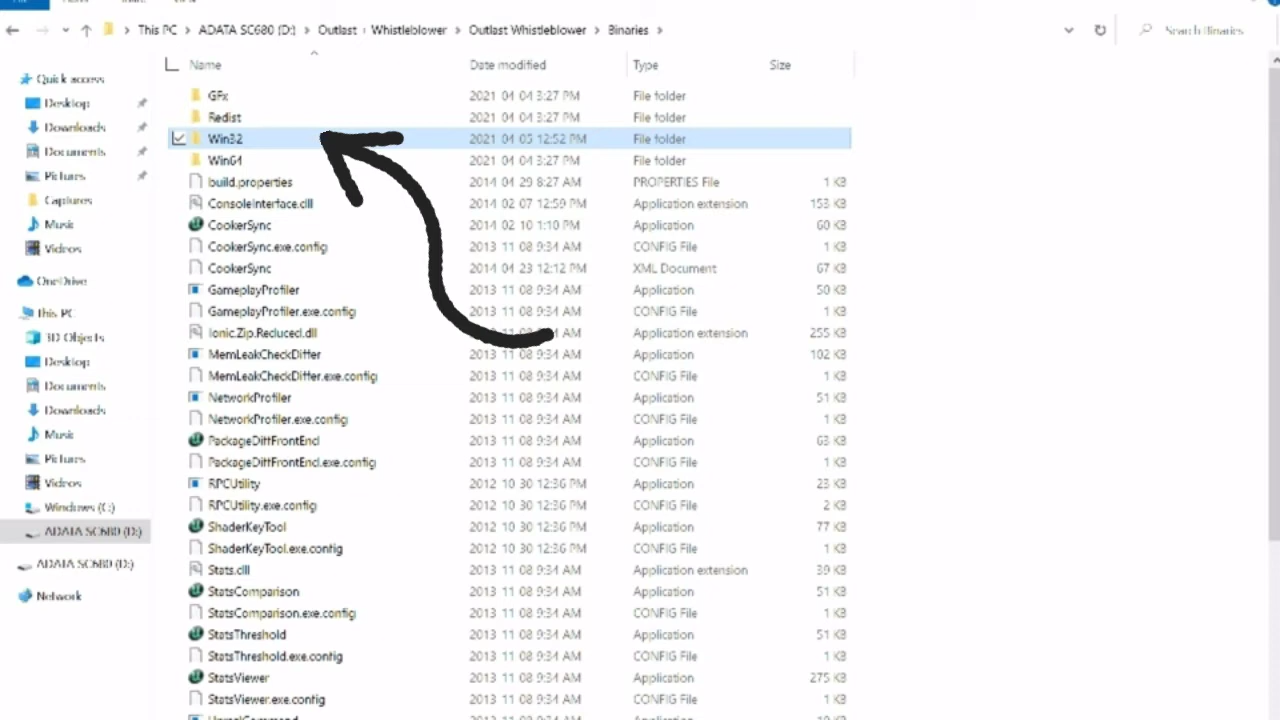 This PC > ADATA SC680 (D:) > Outlast > Whistleblower > Outlast Whistleblower > Binaries >
Search Binaries
Name Date modified Type Size
Quick access
Desktop
Downloads
Documents
Pictures
Captures
Music
Videos
OneDrive
This PC
3D Objects
Desktop
Documents
Downloads
Music
Pictures
Videos
Windows (C:)
ADATA SC680 (D:)
ADATA SC680 (D:)
Network
GFx 2021 04 04 3:27 PM File folder
Redist 2021 04 04 3:27 PM File folder
Win32 2021 04 05 12:52 PM File folder
Win64 2021 04 04 3:27 PM File folder
build.properties 2014 04 29 8:27 AM PROPERTIES File 1 KB
ConsoleInterface.dll 2014 02 07 12:59 PM Application extension 153 KB
CookerSync 2014 02 10 1:10 PM Application 60 KB
CookerSync.exe.config 2013 11 08 9:34 AM CONFIG File 1 KB
CookerSync 2014 04 23 12:12 PM XML Document 67 KB
GameplayProfiler 2013 11 08 9:34 AM Application 50 KB
GameplayProfiler.exe.config 2013 11 08 9:34 AM CONFIG File 1 KB
Ionic.Zip.Reduced.dll 11 08 9:34 AM Application extension 255 KB
MemLeakCheckDiffer 2013 11 08 9:34 AM Application 102 KB
MemLeakCheckDiffer.exe.config 2013 11 08 9:34 AM CONFIG File 1 KB
NetworkProfiler 2013 11 08 9:34 AM Application 51 KB
NetworkProfiler.exe.config 2013 11 08 9:34 AM CONFIG File 1 KB
PackageDiffFrontEnd 2013 11 08 9:34 AM Application 63 KB
PackageDiffFrontEnd.exe.config 2013 11 08 9:34 AM CONFIG File 1 KB
RPCUtility 2012 10 30 12:36 PM Application 23 KB
RPCUtility.exe.config 2012 10 30 12:36 PM CONFIG File 2 KB
ShaderKeyTool 2012 10 30 12:36 PM Application 77 KB
ShaderKeyTool.exe.config 2012 10 30 12:36 PM CONFIG File 1 KB
Stats.dll 2013 11 08 9:34 AM Application extension 39 KB
StatsComparison 2013 11 08 9:34 AM Application 51 KB
StatsComparison.exe.config 2013 11 08 9:34 AM CONFIG File 1 KB
StatsThreshold 2013 11 08 9:34 AM Application 51 KB
StatsThreshold.exe.config 2013 11 08 9:34 AM CONFIG File 1 KB
StatsViewer 2013 11 08 9:34 AM Application 275 KB
StatsViewer.exe.config 2013 11 08 9:34 AM CONFIG File 1 KB